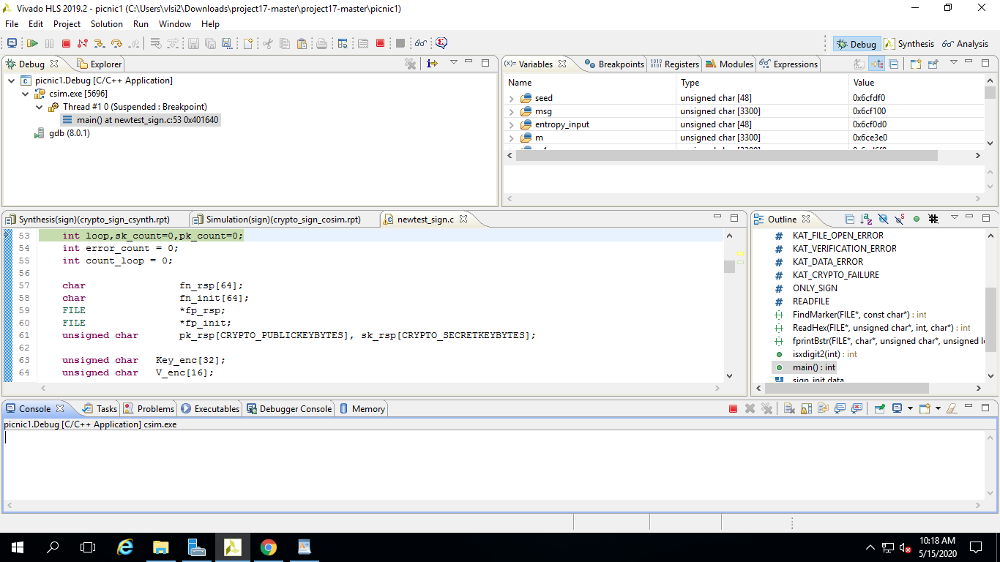 Vivado HLS 2019.2 - picnic1 (C:\Users\vlsi2\Downloads\project17-master\project17-master\picnic1)
File Edit Project Solution Run Window Help
Debug Synthesis Analysis
Debug Explorer
picnic1.Debug [C/C++ Application]
csim.exe [5696]
Thread #1 0 (Suspended : Breakpoint)
main() at newtest_sign.c:53 0x401640
gdb (8.0.1)
(x)= Variables Breakpoints 1010 0101 Registers Modules Expressions
Name Type Value
seed unsigned char [48] 0x6cfdf0
msg unsigned char [3300] 0x6cf100
entropy_input unsigned char [48] 0x6cf0d0
m unsigned char [3300] 0x6ce3e0
Synthesis(sign)(crypto_sign_csynth.rpt) Simulation(sign)(crypto_sign_cosim.rpt) newtest_sign.c
53 int loop,sk_count=0,pk_count=0;
54 int error_count = 0;
55 int count_loop = 0;
56
57 char fn_rsp[64];
58 char fn_init[64];
59 FILE *fp_rsp;
60 FILE *fp_init;
61 unsigned char pk_rsp[CRYPTO_PUBLICKEYBYTES], sk_rsp[CRYPTO_SECRETKEYBYTES];
62
63 unsigned char Key_enc[32];
64 unsigned char V_enc[16];
Outline
# KAT_FILE_OPEN_ERROR
# KAT_VERIFICATION_ERROR
# KAT_DATA_ERROR
# KAT_CRYPTO_FAILURE
# ONLY_SIGN
# READFILE
FindMarker(FILE*, const char*) : int
ReadHex(FILE*, unsigned char*, int, char*) : int
fprintBstr(FILE*, char*, unsigned char*, unsigned l
isxdigit2(int) : int
main() : int
sign_init_data
Console Tasks Problems Executables Debugger Console Memory
picnic1.Debug [C/C++ Application] csim.exe
10:18 AM
5/15/2020